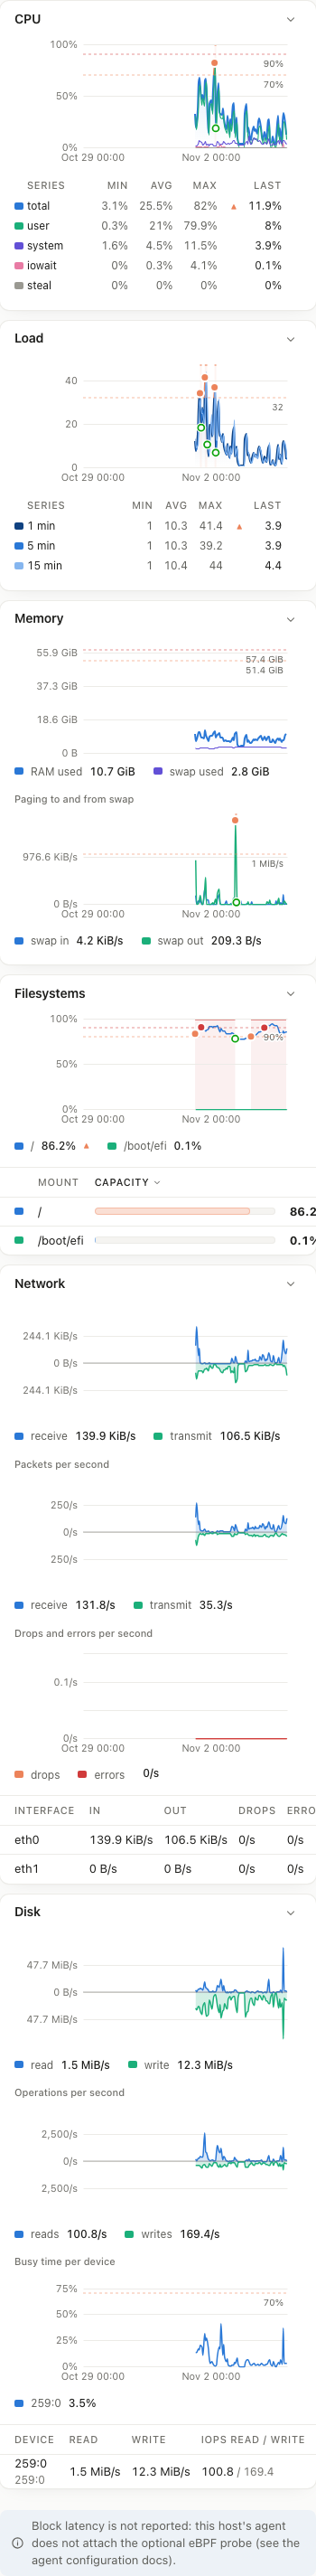 CPU
100%
90%
70%
50%
0%
Oct 29 00:00 Nov 2 00:00
SERIES MIN AVG MAX LAST
total 3.1% 25.5% 82% ▲ 11.9%
user 0.3% 21% 79.9% 8%
system 1.6% 4.5% 11.5% 3.9%
iowait 0% 0.3% 4.1% 0.1%
steal 0% 0% 0% 0%
Load
40
32
20
0
Oct 29 00:00 Nov 2 00:00
SERIES MIN AVG MAX LAST
1 min 1 10.3 41.4 ▲ 3.9
5 min 1 10.3 39.2 3.9
15 min 1 10.4 44 4.4
Memory
55.9 GiB
57.4 GiB
51.4 GiB
37.3 GiB
18.6 GiB
0 B
RAM used 10.7 GiB swap used 2.8 GiB
Paging to and from swap
976.6 KiB/s
1 MIB/s
0 B/s
Oct 29 00:00 Nov 2 00:00
swap in 4.2 KiB/s swap out 209.3 B/s
Filesystems
100%
90%
50%
0%
Oct 29 00:00 Nov 2 00:00
/ 86.2% ▲ /boot/efi 0.1%
MOUNT CAPACITY
/ 86.2
/boot/efi 0.1%
Network
244.1 KiB/s
0 B/s
244.1 KiB/s
receive 139.9 KiB/s transmit 106.5 KiB/s
Packets per second
250/s
0/s
250/s
receive 131.8/s transmit 35.3/s
Drops and errors per second
0.1/s
0/s
Oct 29 00:00 Nov 2 00:00
drops errors 0/s
INTERFACE IN OUT DROPS ERRO
eth0 139.9 KiB/s 106.5 KiB/s 0/s 0/s
eth1 0 B/s 0 B/s 0/s 0/s
Disk
47.7 MiB/s
0 B/s
47.7 MiB/s
read 1.5 MiB/s write 12.3 MiB/s
Operations per second
2,500/s
0/s
2,500/s
reads 100.8/s writes 169.4/s
Busy time per device
75%
70%
50%
25%
0%
Oct 29 00:00 Nov 2 00:00
259:0 3.5%
DEVICE READ WRITE IOPS READ / WRITE
259:0 1.5 MiB/s 12.3 MiB/s 100.8 / 169.4
259:0
Block latency is not reported: this host's agent
does not attach the optional eBPF probe (see the
agent configuration docs).